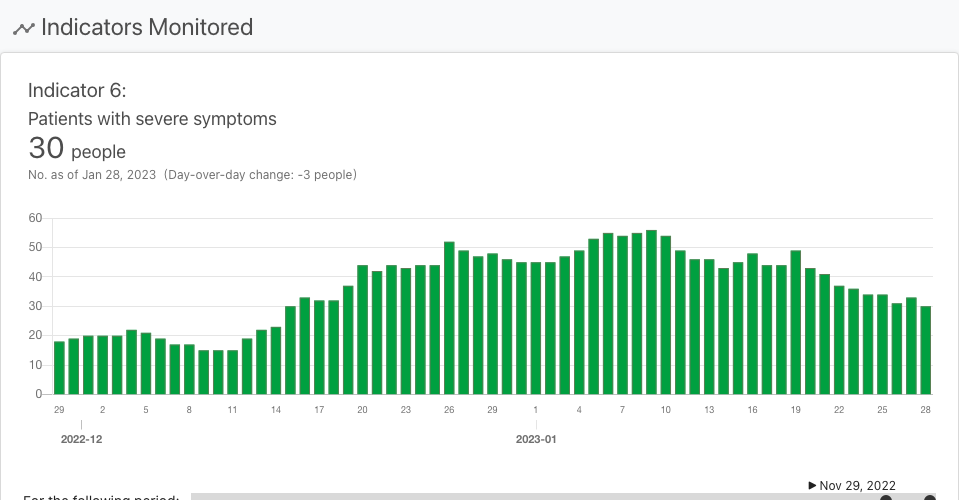 Indicators Monitored
Indicator 6:
Patients with severe symptoms
30 people
No. as of Jan 28, 2023 (Day-over-day change: -3 people)
60
50
40
30
20
10
0
29 2 5 8 11 14 17 20 23 26 29 1 4 7 10 13 16 19 22 25 28
2022-12 2023-01
Nov 29, 2022
For the following period: